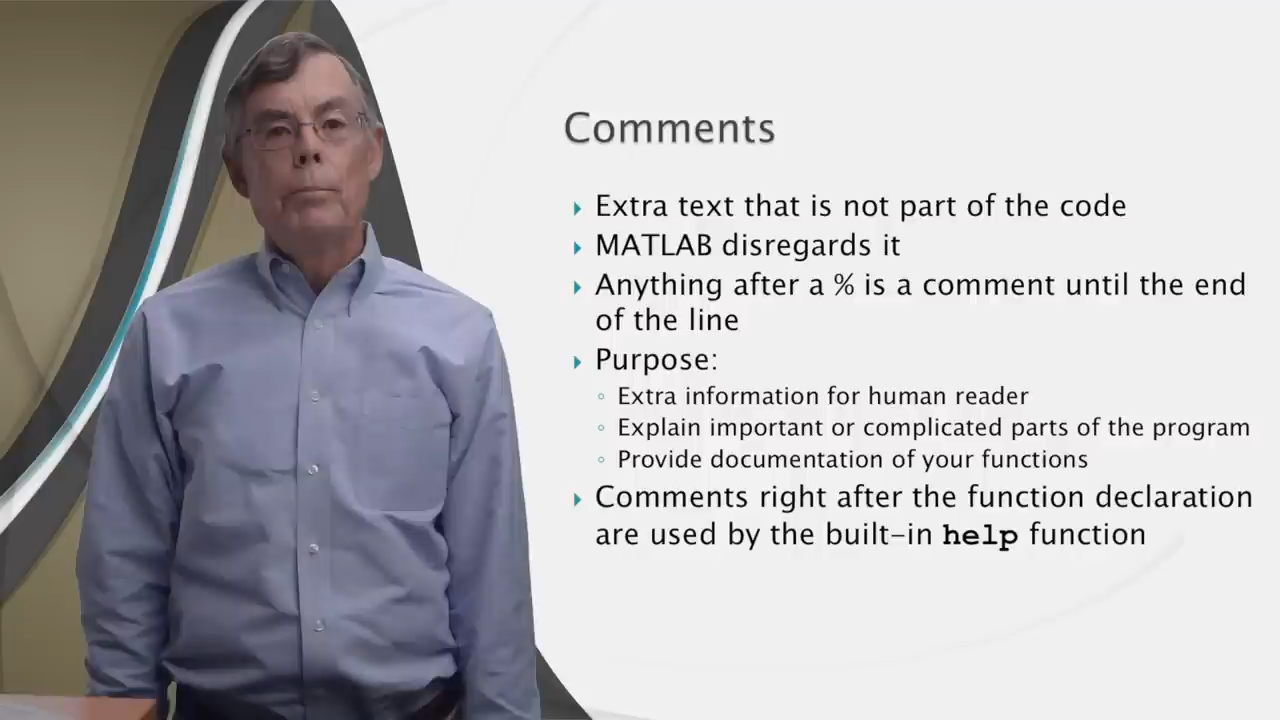 Comments
Extra text that is not part of the code
MATLAB disregards it
Anything after a % is a comment until the end
of the line
Purpose:
Extra information for human reader
Explain important or complicated parts of the program
Provide documentation of your functions
Comments right after the function declaration
are used by the built-in help function